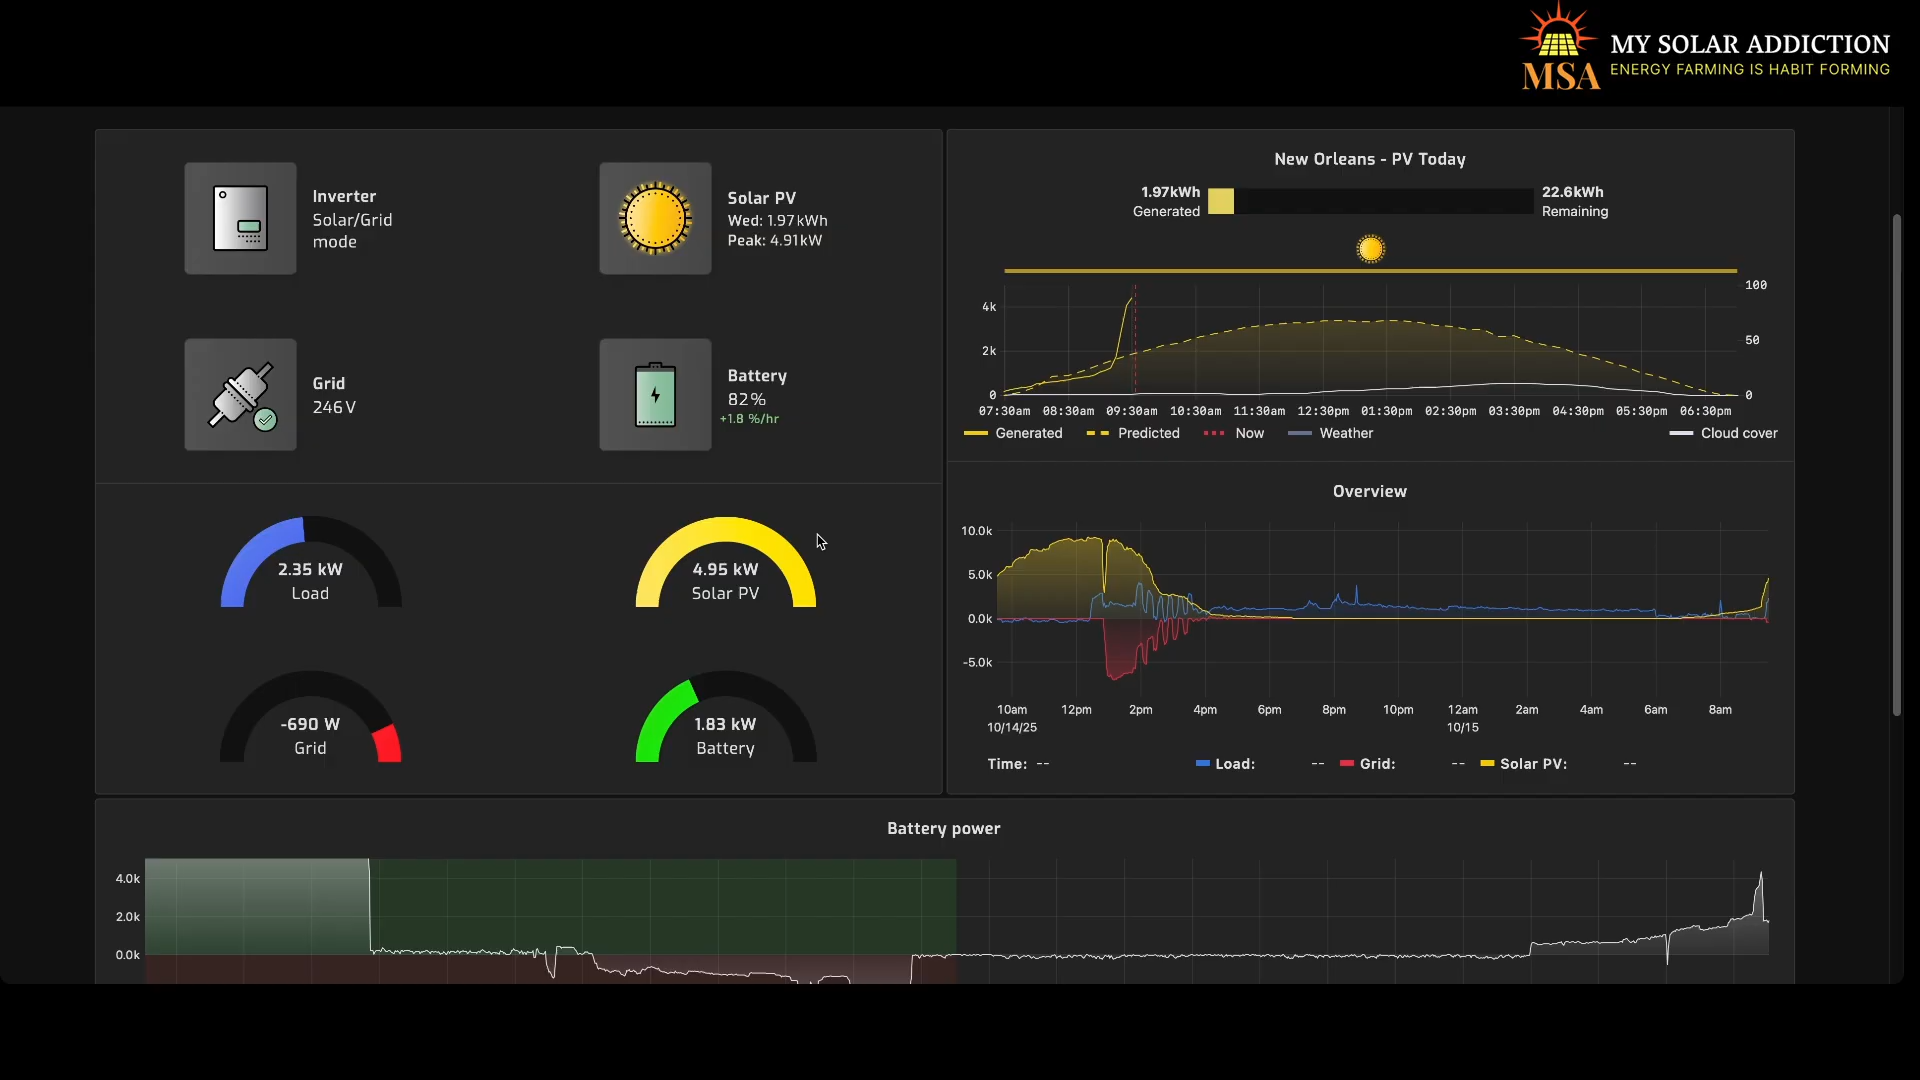 MY SOLAR ADDICTION
MSA
ENERGY FARMING IS HABIT FORMING
Inverter
Solar/Grid
mode
Solar PV
Wed: 1.97kWh
Peak: 4.91kW
Grid
246V
Battery
82%
+1.8 %/hr
2.35 kW
Load
4.95 kW
Solar PV
-690 W
Grid
1.83 kW
Battery
New Orleans - PV Today
1.97kWh
Generated
22.6kWh
Remaining
4k
2k
0
100
50
0
07:30am 08:30am 09:30am 10:30am 11:30am 12:30pm 01:30pm 02:30pm 03:30pm 04:30pm 05:30pm 06:30pm
Generated Predicted Now Weather Cloud cover
Overview
10.0k
5.0k
0.0k
-5.0k
10am 12pm 2pm 4pm 6pm 8pm 10pm 12am 2am 4am 6am 8am
10/14/25 10/15
Time: -- Load: -- Grid: -- Solar PV: --
Battery power
4.0k
2.0k
0.0k